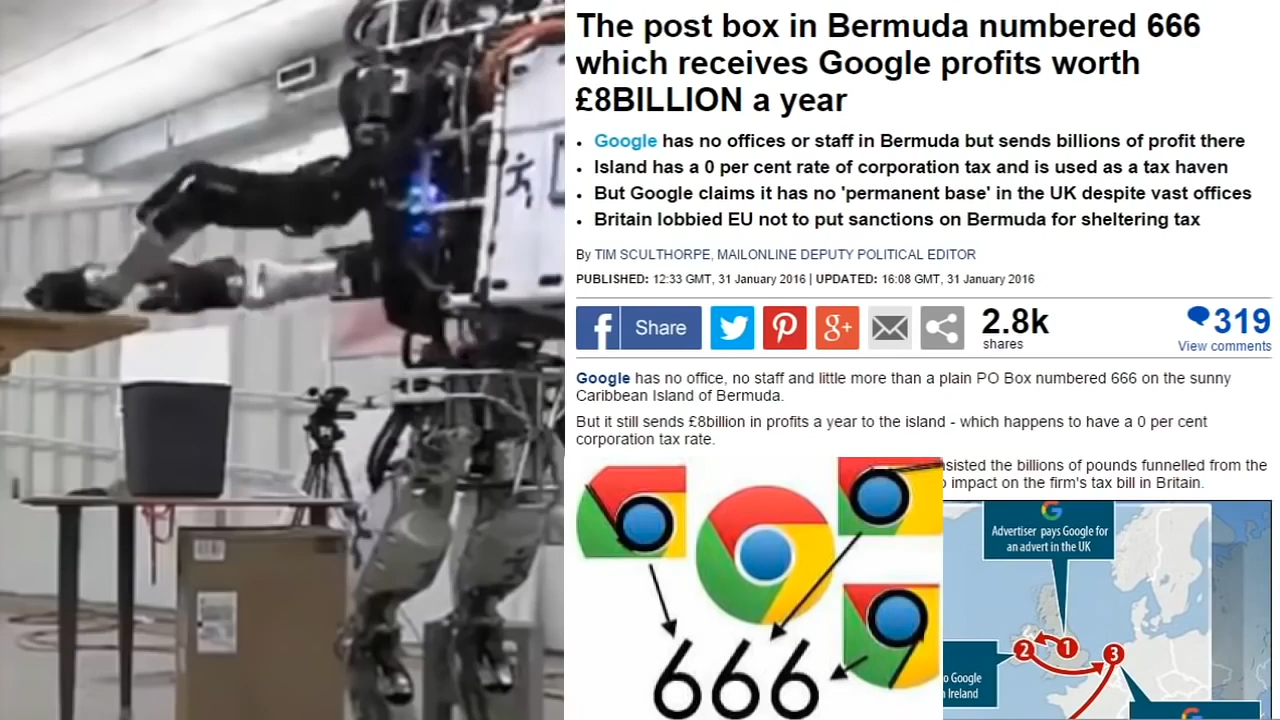 The post box in Bermuda numbered 666
which receives Google profits worth
£8BILLION a year
Google has no offices or staff in Bermuda but sends billions of profit there
Island has a 0 per cent rate of corporation tax and is used as a tax haven
But Google claims it has no 'permanent base' in the UK despite vast offices
Britain lobbied EU not to put sanctions on Bermuda for sheltering tax
By TIM SCULTHORPE, MAILONLINE DEPUTY POLITICAL EDITOR
PUBLISHED: 12:33 GMT, 31 January 2016 | UPDATED: 16:08 GMT, 31 January 2016
f Share g+ 2.8k shares
319
View comments
Google has no office, no staff and little more than a plain PO Box numbered 666 on the sunny
Caribbean Island of Bermuda.
But it still sends £8billion in profits a year to the island - which happens to have a 0 per cent
corporation tax rate.
sisted the billions of pounds funnelled from the
impact on the firm's tax bill in Britain.
G
Advertiser pays Google for
an advert in the UK
2 1 3
o Google
Ireland
666